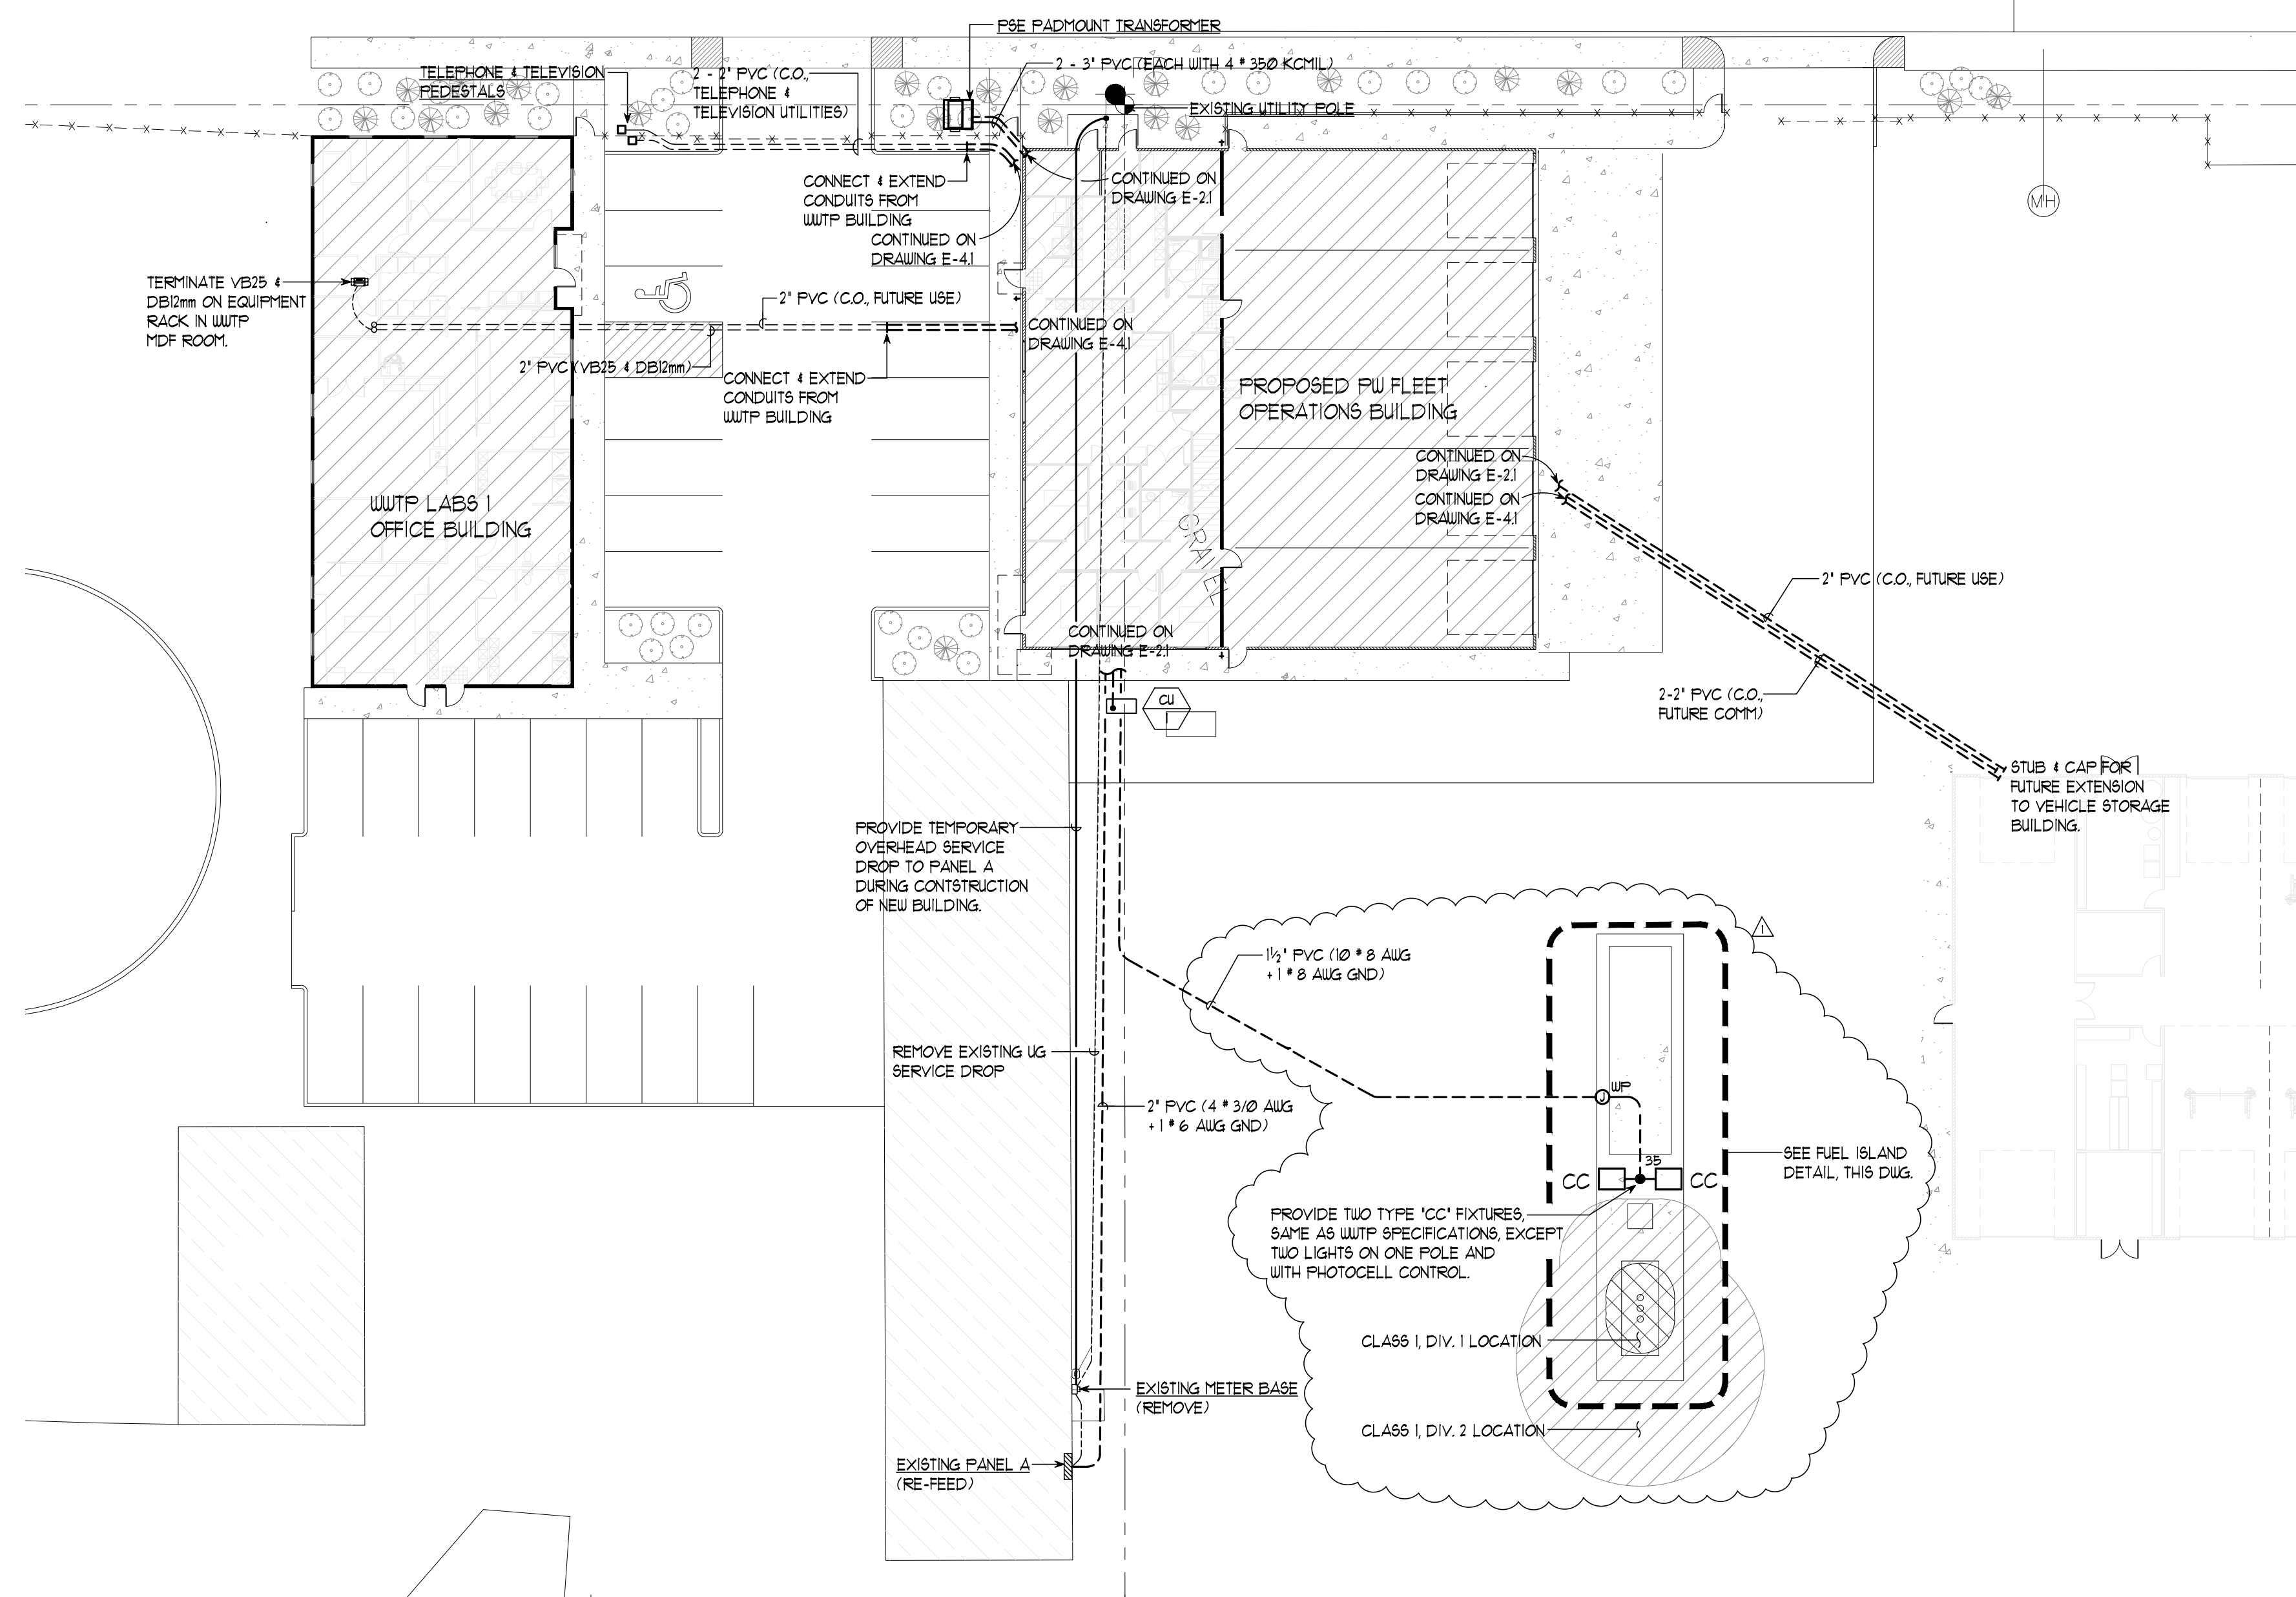 PSE PADMOUNT TRANSFORMER
2 - 3" PVC (EACH WITH 4 # 350 KCMIL)
TELEPHONE & TELEVISION
PEDESTALS
2 - 2" PVC (C.O.,
TELEPHONE &
TELEVISION UTILITIES)
EXISTING UTILITY POLE
CONNECT & EXTEND
CONDUITS FROM
WWTP BUILDING
CONTINUED ON
DRAWING E-2.1
MH
CONTINUED ON
DRAWING E-4.1
TERMINATE VB25 &
DB12mm ON EQUIPMENT
RACK IN WWTP
MDF ROOM.
2" PVC (C.O., FUTURE USE)
CONTINUED ON
DRAWING E-4.1
2" PVC (VB25 & DB12mm)
CONNECT & EXTEND
CONDUITS FROM
WWTP BUILDING
PROPOSED PW FLEET
OPERATIONS BUILDING
CONTINUED ON
DRAWING E-2.1
CONTINUED ON
DRAWING E-4.1
WWTP LABS 1
OFFICE BUILDING
GRAVEL
2" PVC (C.O., FUTURE USE)
CONTINUED ON
DRAWING E-2.1
CU
2-2" PVC (C.O.,
FUTURE COMM)
STUB & CAP FOR
FUTURE EXTENSION
TO VEHICLE STORAGE
BUILDING.
PROVIDE TEMPORARY
OVERHEAD SERVICE
DROP TO PANEL A
DURING CONTSTRUCTION
OF NEW BUILDING.
1
1½" PVC (10 # 8 AWG
+ 1 # 8 AWG GND)
REMOVE EXISTING UG
SERVICE DROP
2" PVC (4 # 3/0 AWG
+ 1 # 6 AWG GND)
WP
J
SEE FUEL ISLAND
DETAIL, THIS DWG.
35
CC
CC
PROVIDE TWO TYPE "CC" FIXTURES,
SAME AS WWTP SPECIFICATIONS, EXCEPT
TWO LIGHTS ON ONE POLE AND
WITH PHOTOCELL CONTROL.
CLASS 1, DIV. 1 LOCATION
EXISTING METER BASE
(REMOVE)
CLASS 1, DIV. 2 LOCATION
EXISTING PANEL A
(RE-FEED)